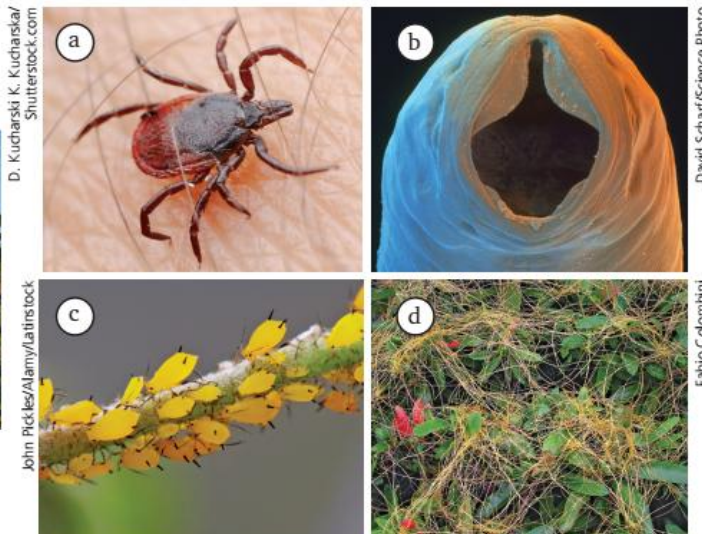 D. Kucharski K. Kucharska/
Shutterstock.com
a
b
David Scharf/Science Photo
John Pickles/Alamy/Latinstock
c
d
Fabio Colombini